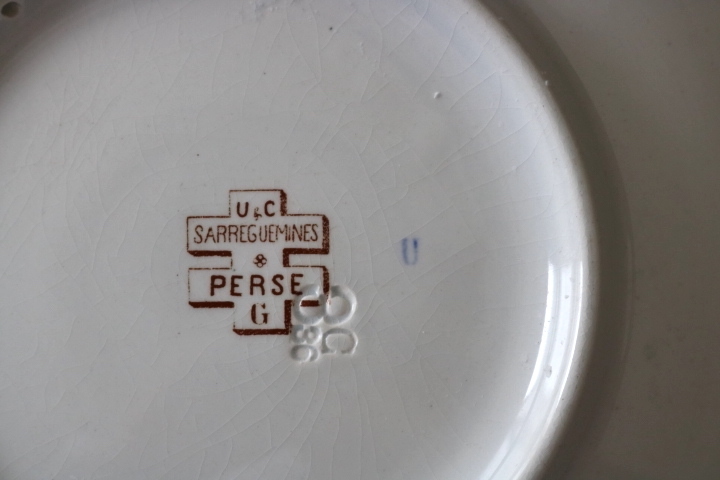 U & C
SARREGUEMINES
PERSE
G
U